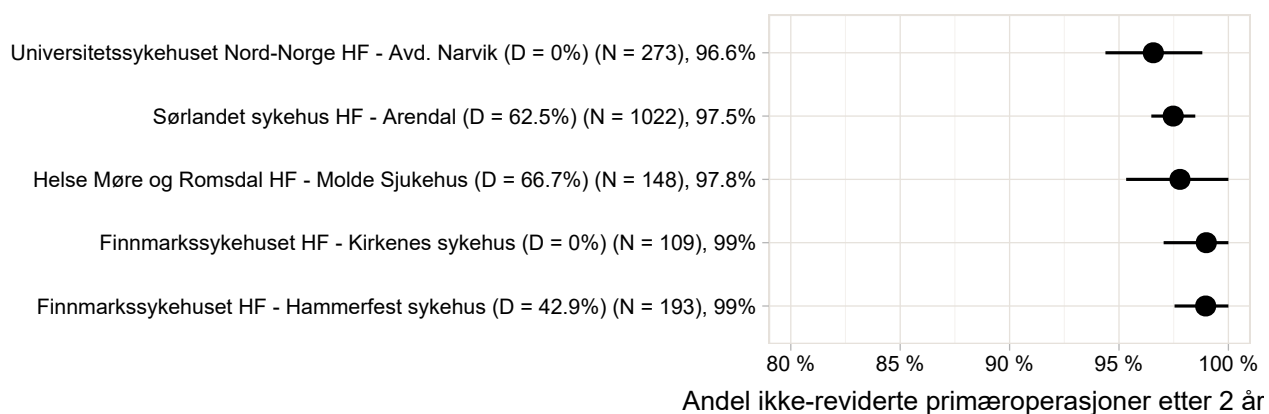 Universitetssykehuset Nord-Norge HF - Avd. Narvik (D = 0%) (N = 273), 96.6%
Sørlandet sykehus HF - Arendal (D = 62.5%) (N = 1022), 97.5%
Helse Møre og Romsdal HF - Molde Sjukehus (D = 66.7%) (N = 148), 97.8%
Finnmarkssykehuset HF - Kirkenes sykehus (D = 0%) (N = 109), 99%
Finnmarkssykehuset HF - Hammerfest sykehus (D = 42.9%) (N = 193), 99%
80 % 85 % 90 % 95 % 100 %
Andel ikke-reviderte primæroperasjoner etter 2 år